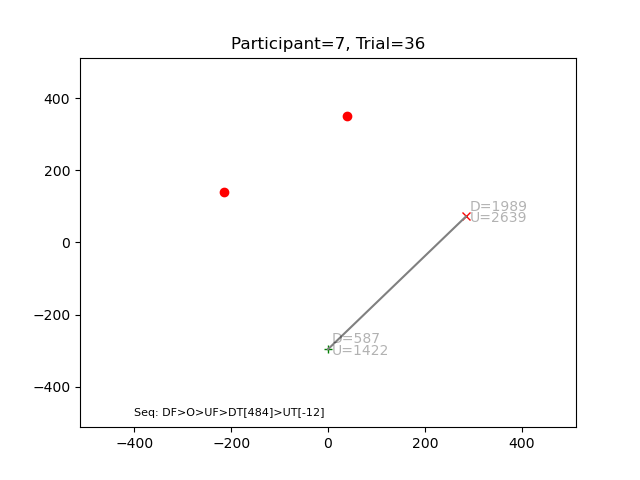 Participant=7, Trial=36
400
200
0
−200
−400
D=1989
U=2639
D=587
U=1422
Seq: DF>O>UF>DT[484]>UT[-12]
−400
−200
0
200
400